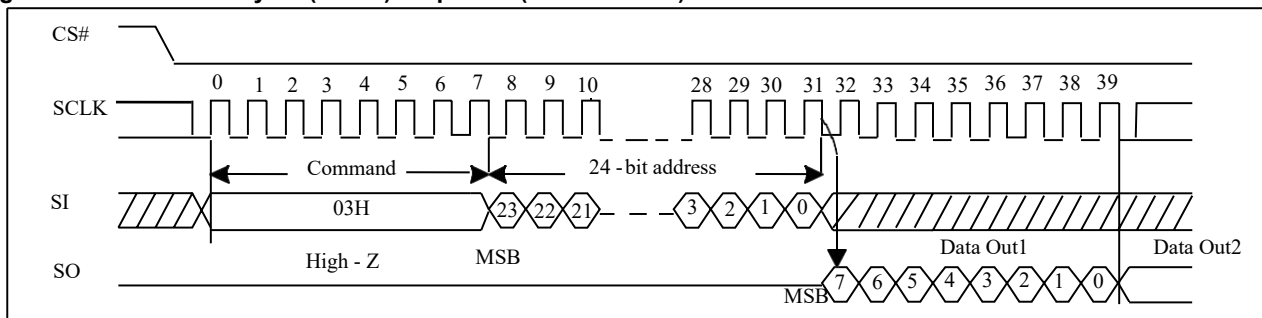 CS#
0 1 2 3 4 5 6 7 8 9 10 28 29 30 31 32 33 34 35 36 37 38 39
SCLK
Command 24 -bit address
SI 03H 23 22 21 3 2 1 0
High - Z MSB Data Out1 Data Out2
SO MSB 7 6 5 4 3 2 1 0